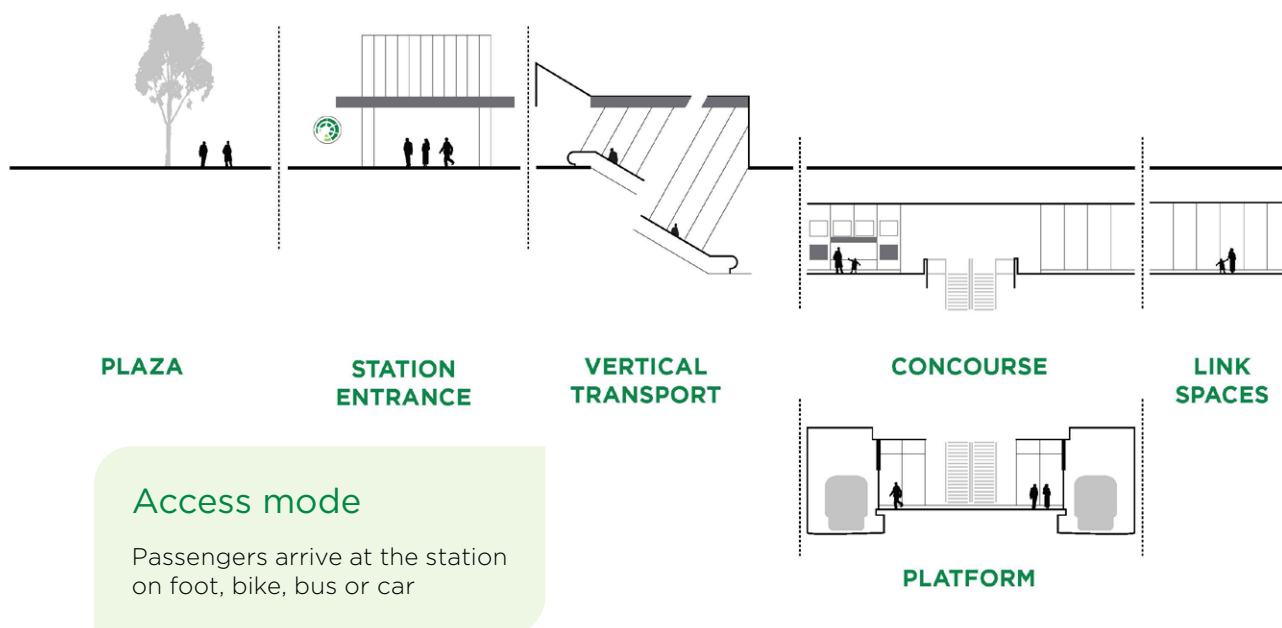 PLAZA
STATION
ENTRANCE
VERTICAL
TRANSPORT
CONCOURSE
LINK
SPACES
Access mode
Passengers arrive at the station
on foot, bike, bus or car
PLATFORM